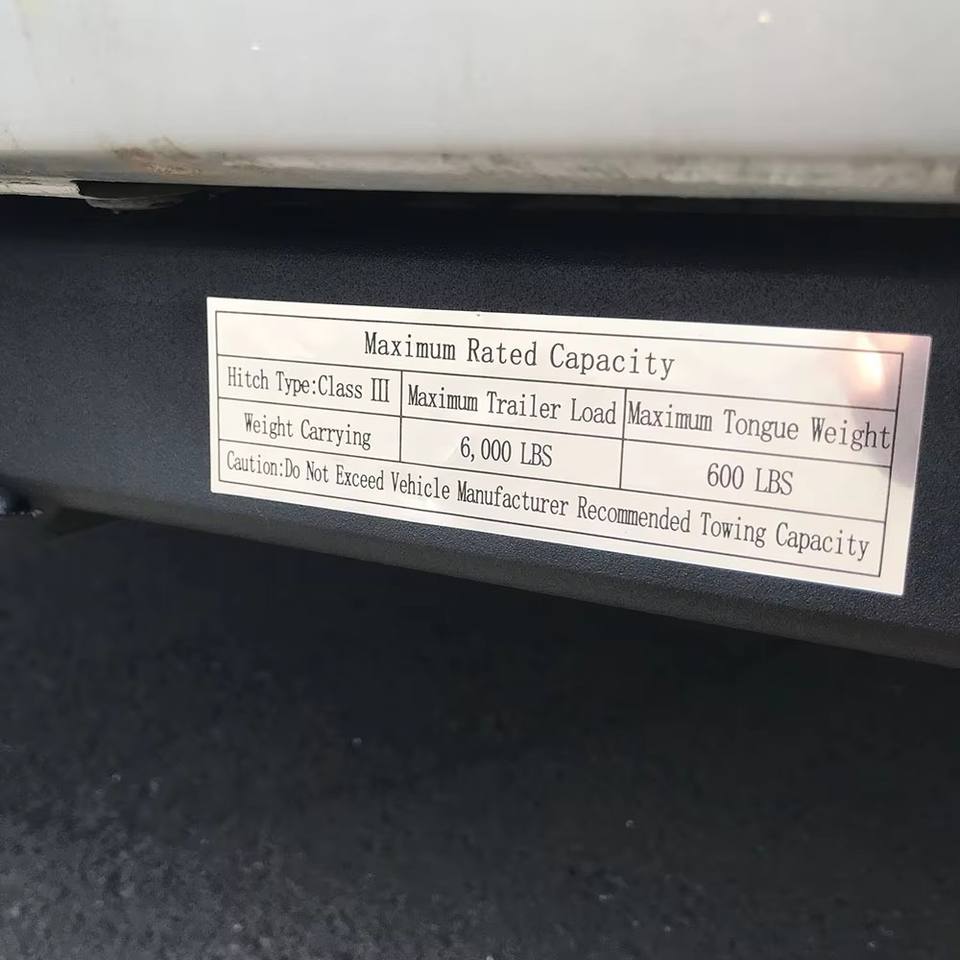 Maximum Rated Capacity
Hitch Type:Class III Maximum Trailer Load Maximum Tongue Weight
Weight Carrying 6,000 LBS 600 LBS
Caution:Do Not Exceed Vehicle Manufacturer Recommended Towing Capacity